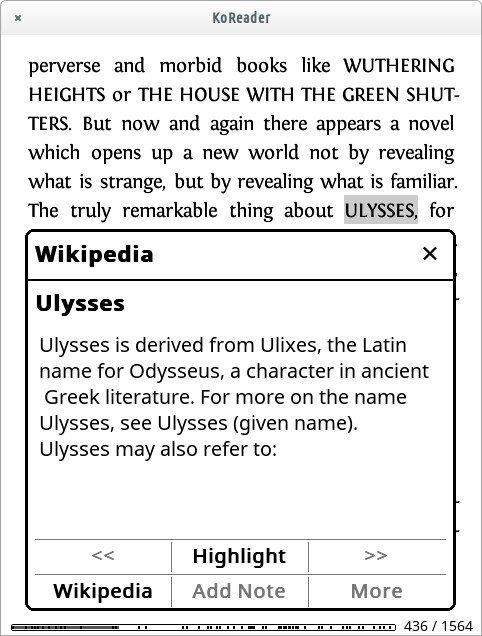 × KoReader
perverse and morbid books like WUTHERING
HEIGHTS or THE HOUSE WITH THE GREEN SHUT-
TERS. But now and again there appears a novel
which opens up a new world not by revealing
what is strange, but by revealing what is familiar.
The truly remarkable thing about ULYSSES, for
Wikipedia ×
Ulysses
Ulysses is derived from Ulixes, the Latin
name for Odysseus, a character in ancient
Greek literature. For more on the name
Ulysses, see Ulysses (given name).
Ulysses may also refer to:
<< Highlight >>
Wikipedia Add Note More
436 / 1564